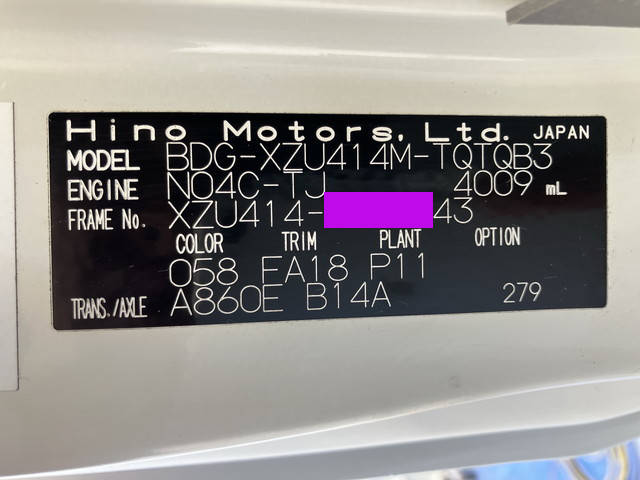 Hino Motors, Ltd. JAPAN
MODEL BDG-XZU414M-TQTQB3
ENGINE N04C-TJ 4009 mL
FRAME No. XZU414- 43
COLOR TRIM PLANT OPTION
058 EA18 P11
TRANS./AXLE A860E B14A 279